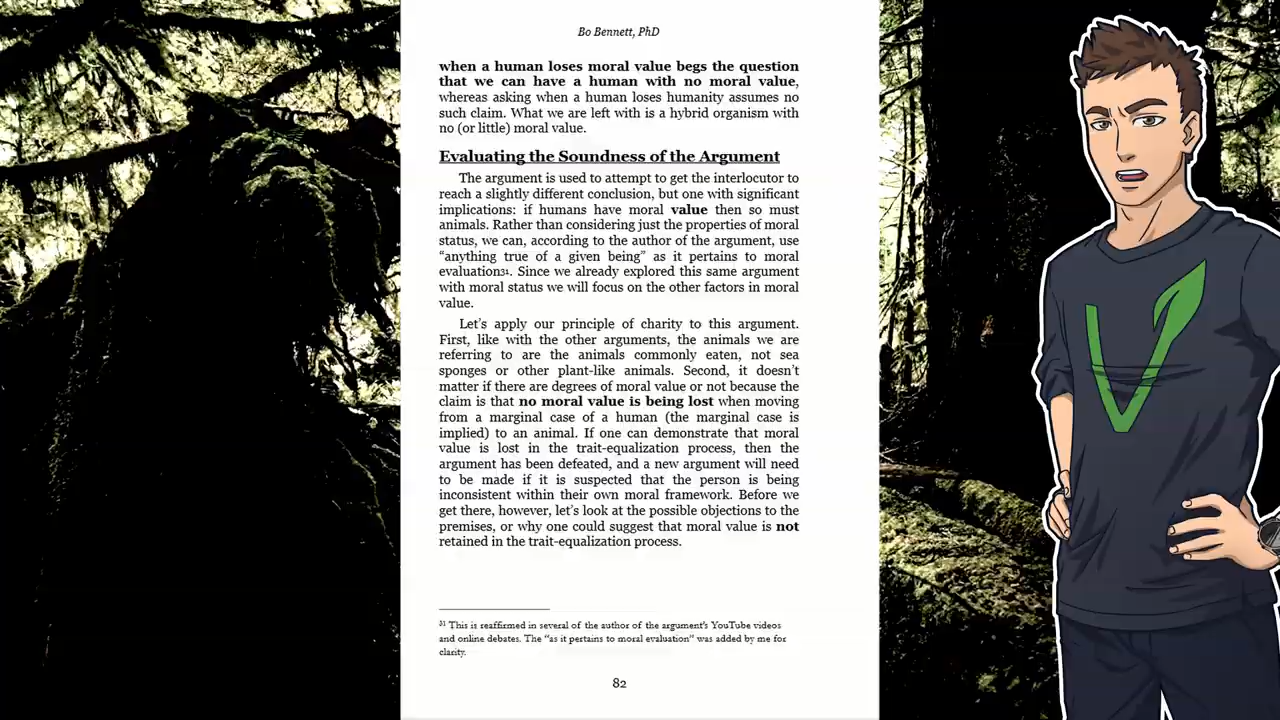 Bo Bennett, PhD
when a human loses moral value begs the question
that we can have a human with no moral value,
whereas asking when a human loses humanity assumes no
such claim. What we are left with is a hybrid organism with
no (or little) moral value.
Evaluating the Soundness of the Argument
The argument is used to attempt to get the interlocutor to
reach a slightly different conclusion, but one with significant
implications: if humans have moral value then so must
animals. Rather than considering just the properties of moral
status, we can, according to the author of the argument, use
“anything true of a given being” as it pertains to moral
evaluation31. Since we already explored this same argument
with moral status we will focus on the other factors in moral
value.
Let’s apply our principle of charity to this argument.
First, like with the other arguments, the animals we are
referring to are the animals commonly eaten, not sea
sponges or other plant-like animals. Second, it doesn’t
matter if there are degrees of moral value or not because the
claim is that no moral value is being lost when moving
from a marginal case of a human (the marginal case is
implied) to an animal. If one can demonstrate that moral
value is lost in the trait-equalization process, then the
argument has been defeated, and a new argument will need
to be made if it is suspected that the person is being
inconsistent within their own moral framework. Before we
get there, however, let’s look at the possible objections to the
premises, or why one could suggest that moral value is not
retained in the trait-equalization process.
31 This is reaffirmed in several of the author of the argument’s YouTube videos
and online debates. The “as it pertains to moral evaluation” was added by me for
clarity.
82